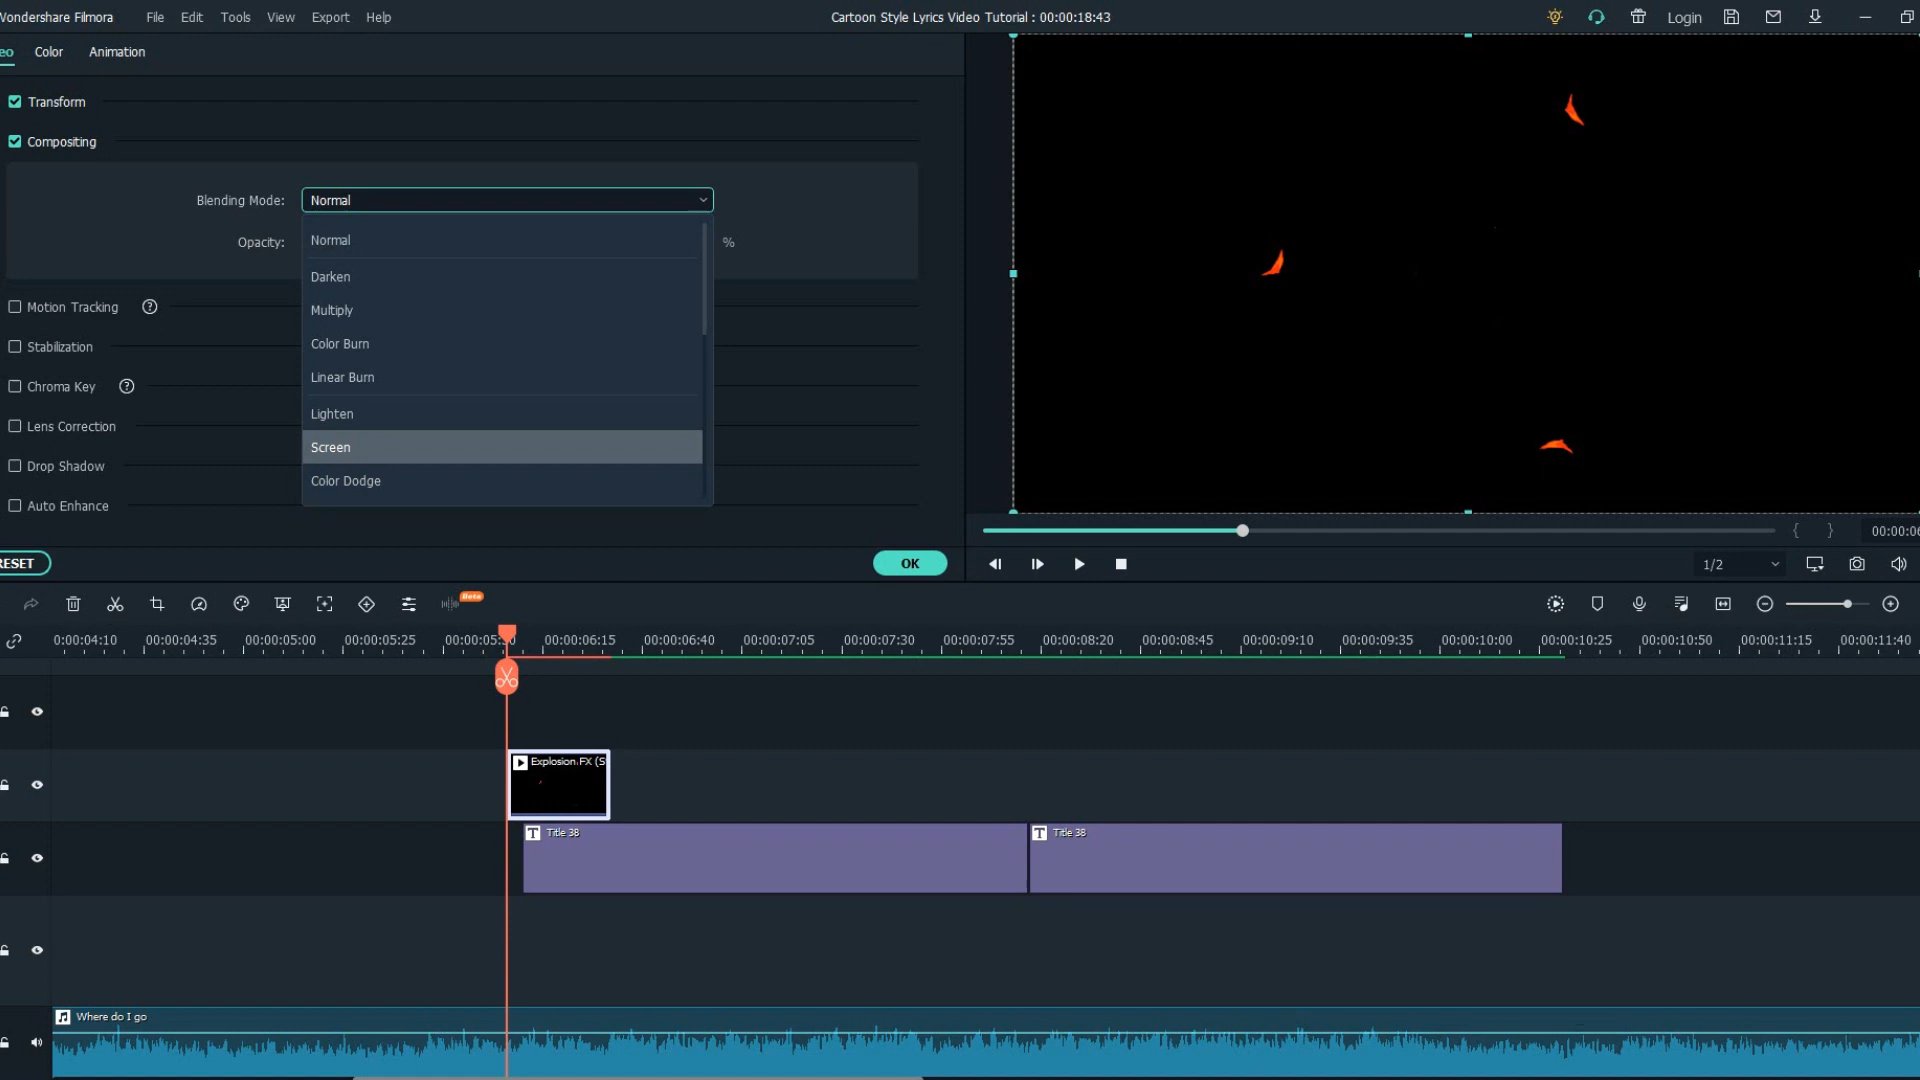 Wondershare Filmora File Edit Tools View Export Help Cartoon Style Lyrics Video Tutorial : 00:00:18:43 Login
eo Color Animation
Transform
Compositing
Blending Mode: Normal
Opacity: %
Normal
Darken
Multiply
Color Burn
Linear Burn
Lighten
Screen
Color Dodge
Motion Tracking ?
Stabilization
Chroma Key ?
Lens Correction
Drop Shadow
Auto Enhance
{ } 00:00:06
RESET OK 1/2
Beta
0:00:04:10 00:00:04:35 00:00:05:00 00:00:05:25 00:00:05: 00:00:06:15 00:00:06:40 00:00:07:05 00:00:07:30 00:00:07:55 00:00:08:20 00:00:08:45 00:00:09:10 00:00:09:35 00:00:10:00 00:00:10:25 00:00:10:50 00:00:11:15 00:00:11:40
Explosion FX (S
T Title 38 T Title 38
Where do I go